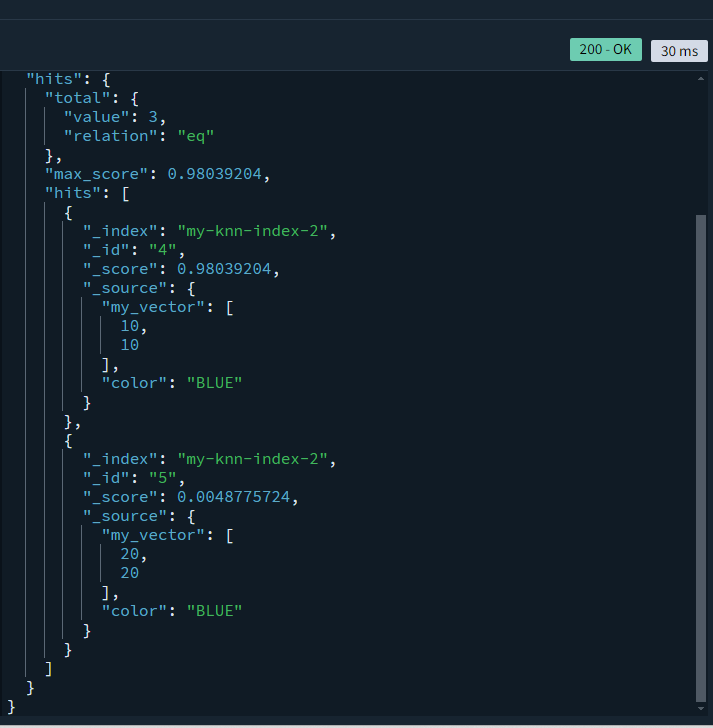 200 - OK 30 ms
"hits": {
"total": {
"value": 3,
"relation": "eq"
},
"max_score": 0.98039204,
"hits": [
{
"_index": "my-knn-index-2",
"_id": "4",
"_score": 0.98039204,
"_source": {
"my_vector": [
10,
10
],
"color": "BLUE"
}
},
{
"_index": "my-knn-index-2",
"_id": "5",
"_score": 0.0048775724,
"_source": {
"my_vector": [
20,
20
],
"color": "BLUE"
}
}
]
}
}